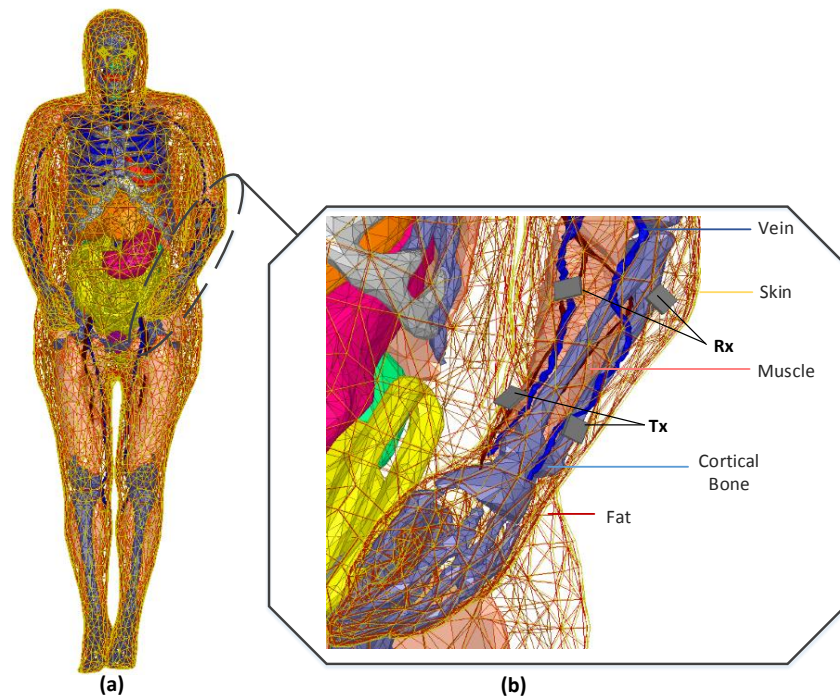 Vein
Skin
Rx
Muscle
Tx
Cortical
Bone
Fat
(a)
(b)